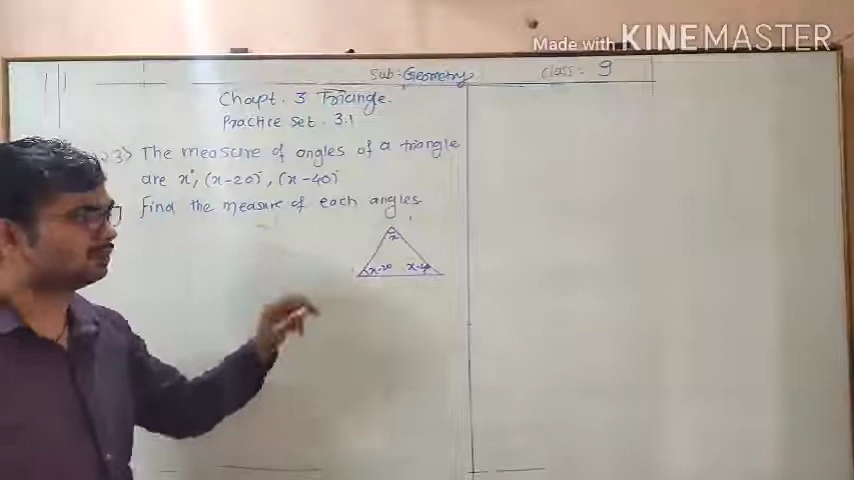 Made with KINEMASTER
Sub:- Geometry class:- 9
Chapt. 3 Triangle.
Practice Set. 3.1
3) The measure of angles of a triangle
are x°, (x-20)°, (x-40)°
Find the measure of each angles
x
x-20 x-40